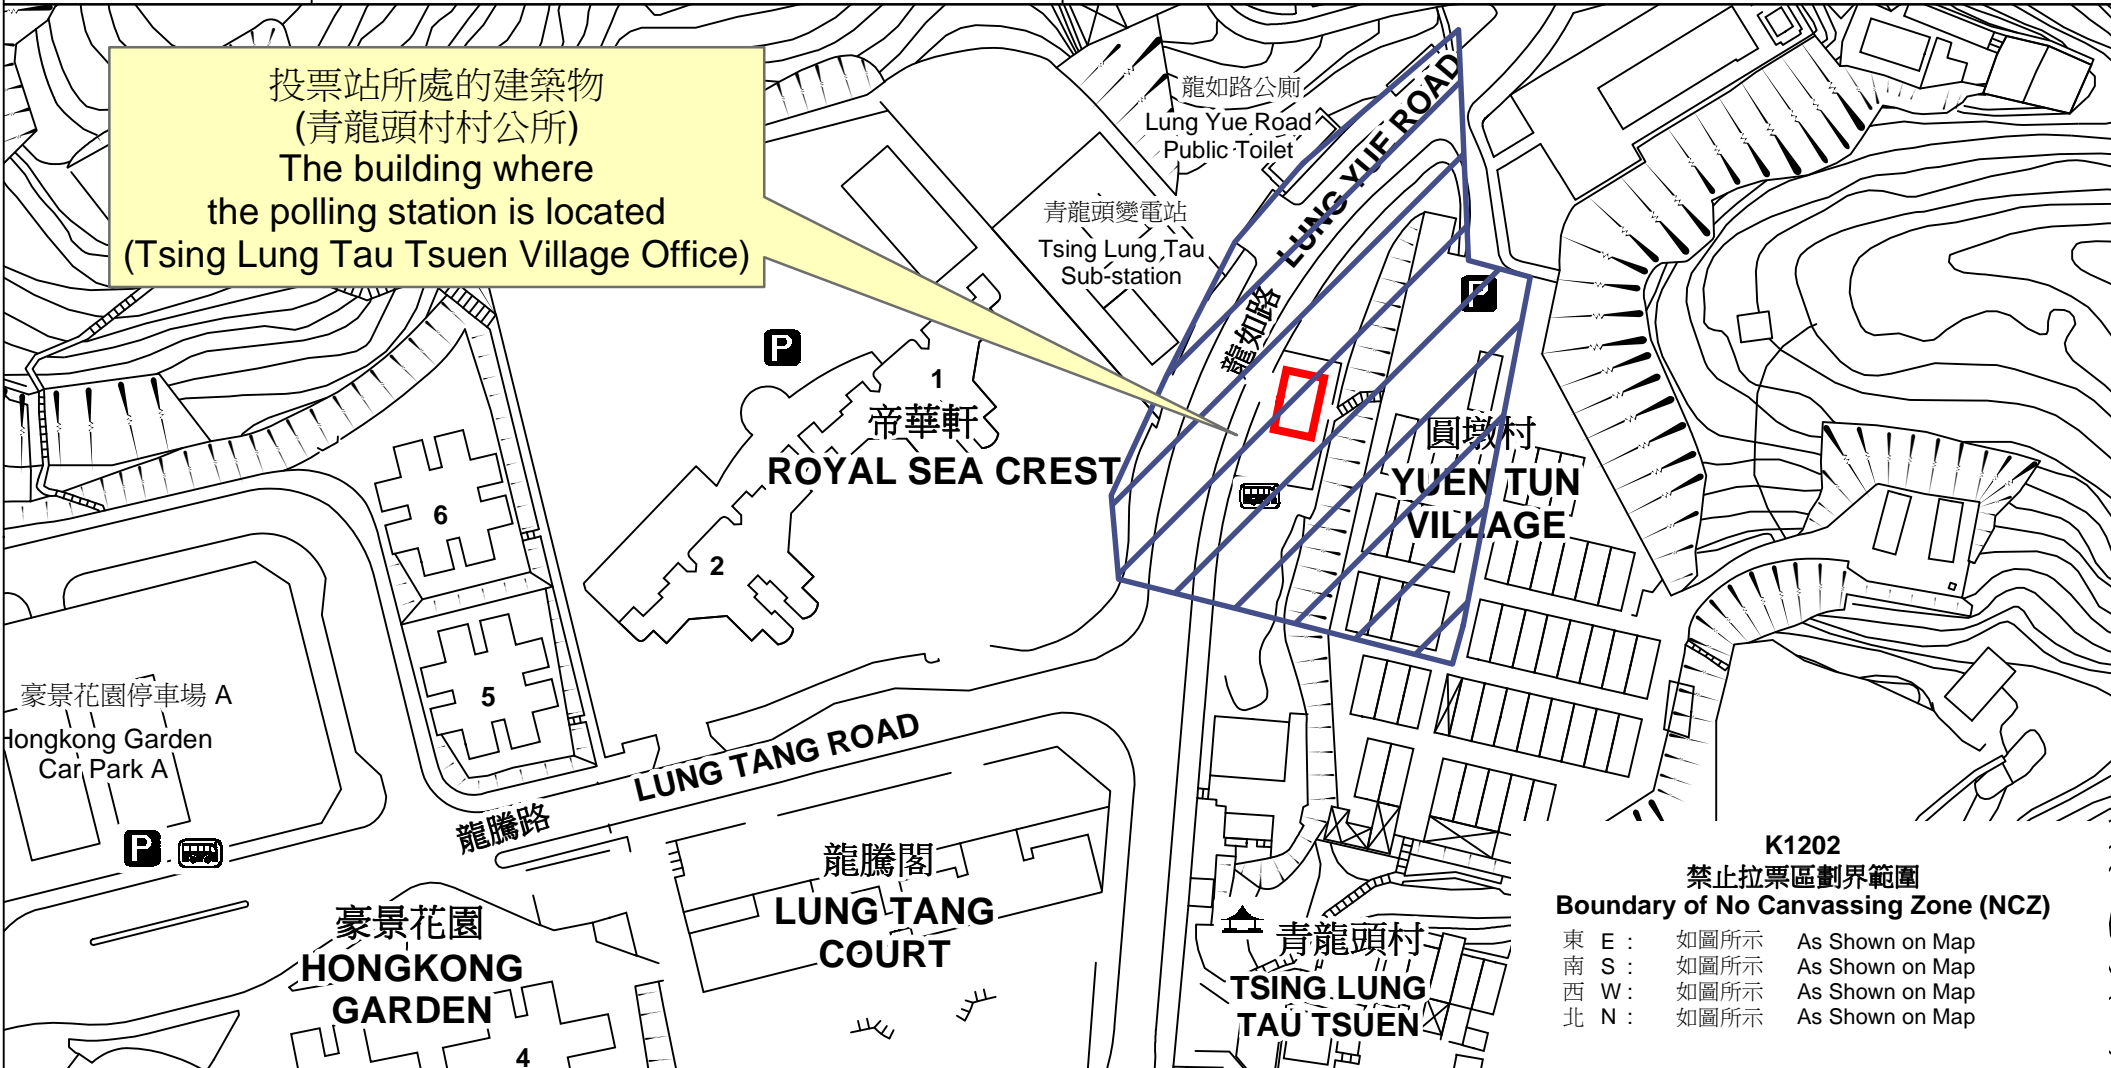 投票站所處的建築物
(青龍頭村村公所)
The building where
the polling station is located
(Tsing Lung Tau Tsuen Village Office)
龍如路公廁
Lung Yue Road
Public Toilet
青龍頭變電站
Tsing Lung Tau
Sub-station
LUNG YUE ROAD
龍如路
P
P
1
帝華軒
ROYAL SEA CREST
2
圓墩村
YUEN TUN
VILLAGE
6
5
豪景花園停車場 A
Hongkong Garden
Car Park A
P
LUNG TANG ROAD
龍騰路
龍騰閣
LUNG TANG
COURT
豪景花園
HONGKONG
GARDEN
4
青龍頭村
TSING LUNG
TAU TSUEN
K1202
禁止拉票區劃界範圍
Boundary of No Canvassing Zone (NCZ)
東 E : 如圖所示 As Shown on Map
南 S : 如圖所示 As Shown on Map
西 W : 如圖所示 As Shown on Map
北 N : 如圖所示 As Shown on Map